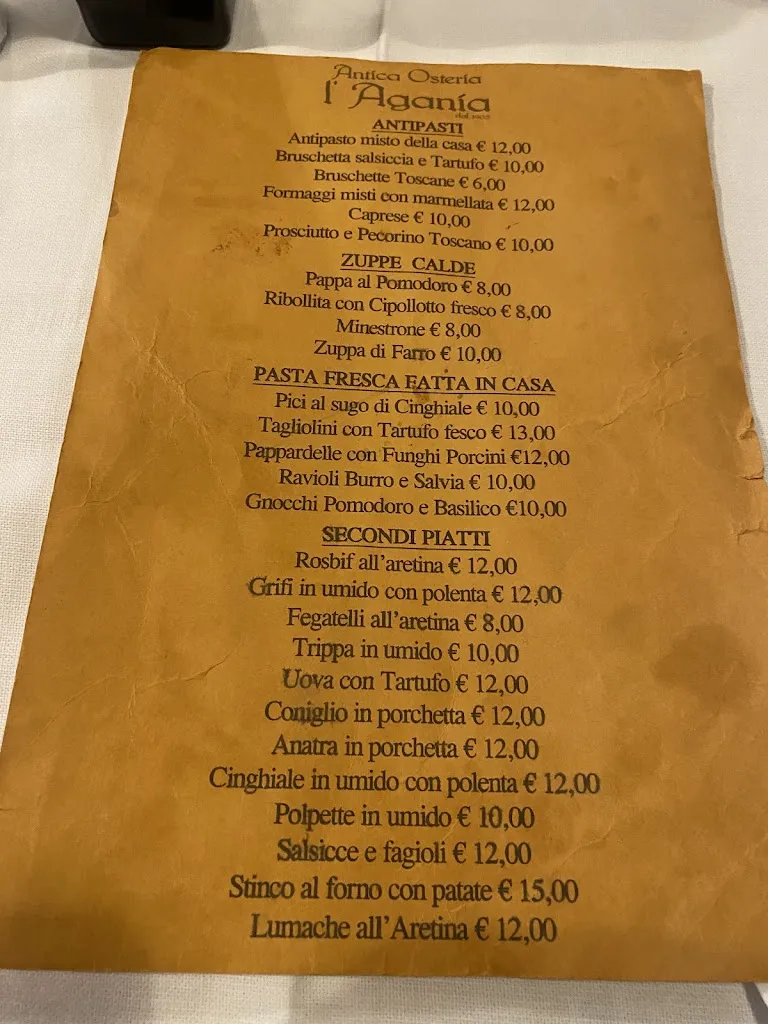 Antica Osteria
l'Agania
ANTIPASTI
Antipasto misto della casa € 12,00
Bruschetta salsiccia e Tartufo € 10,00
Bruschette Toscane € 6,00
Formaggi misti con marmellata € 12,00
Caprese € 10,00
Prosciutto e Pecorino Toscano € 10,00
ZUPPE CALDE
Pappa al Pomodoro € 8,00
Ribollita con Cipollotto fresco € 8,00
Minestrone € 8,00
Zuppa di Farro € 10,00
PASTA FRESCA FATTA IN CASA
Pici al sugo di Cinghiale € 10,00
Tagliolini con Tartufo fesco € 13,00
Pappardelle con Funghi Porcini €12,00
Ravioli Burro e Salvia € 10,00
Gnocchi Pomodoro e Basilico €10,00
SECONDI PIATTI
Rosbif all'aretina € 12,00
Grifi in umido con polenta € 12,00
Fegatelli all'aretina € 8,00
Trippa in umido € 10,00
Uova con Tartufo € 12,00
Coniglio in porchetta € 12,00
Anatra in porchetta € 12,00
Cinghiale in umido con polenta € 12,00
Polpette in umido € 10,00
Salsicce e fagioli € 12,00
Stinco al forno con patate € 15,00
Lumache all'Aretina € 12,00